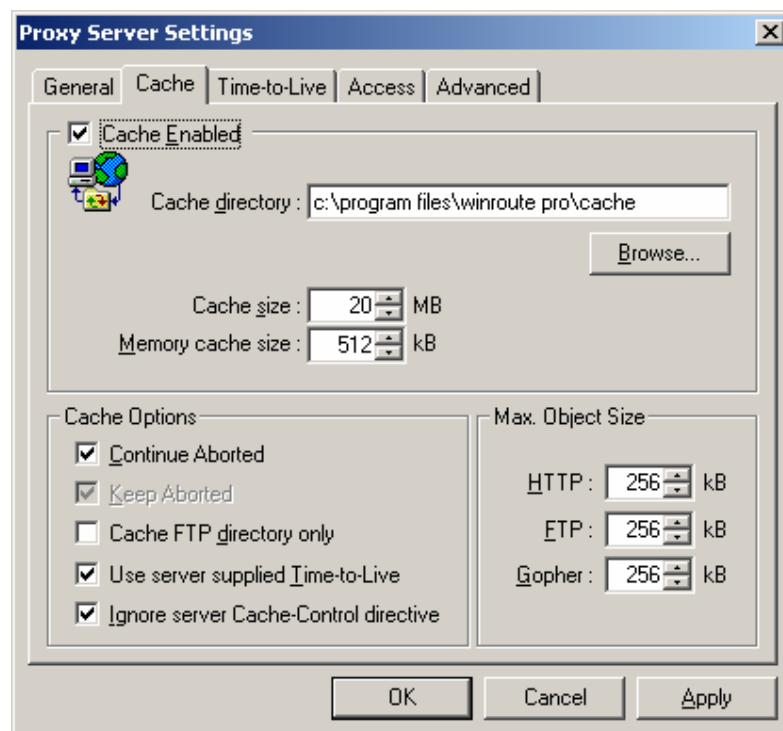 Proxy Server Settings
General Cache Time-to-Live Access Advanced
Cache Enabled
Cache directory : c:\program files\winroute pro\cache
Browse...
Cache size : 20 MB
Memory cache size : 512 kB
Cache Options
Continue Aborted
Keep Aborted
Cache FTP directory only
Use server supplied Time-to-Live
Ignore server Cache-Control directive
Max. Object Size
HTTP : 256 kB
FTP : 256 kB
Gopher : 256 kB
OK Cancel Apply